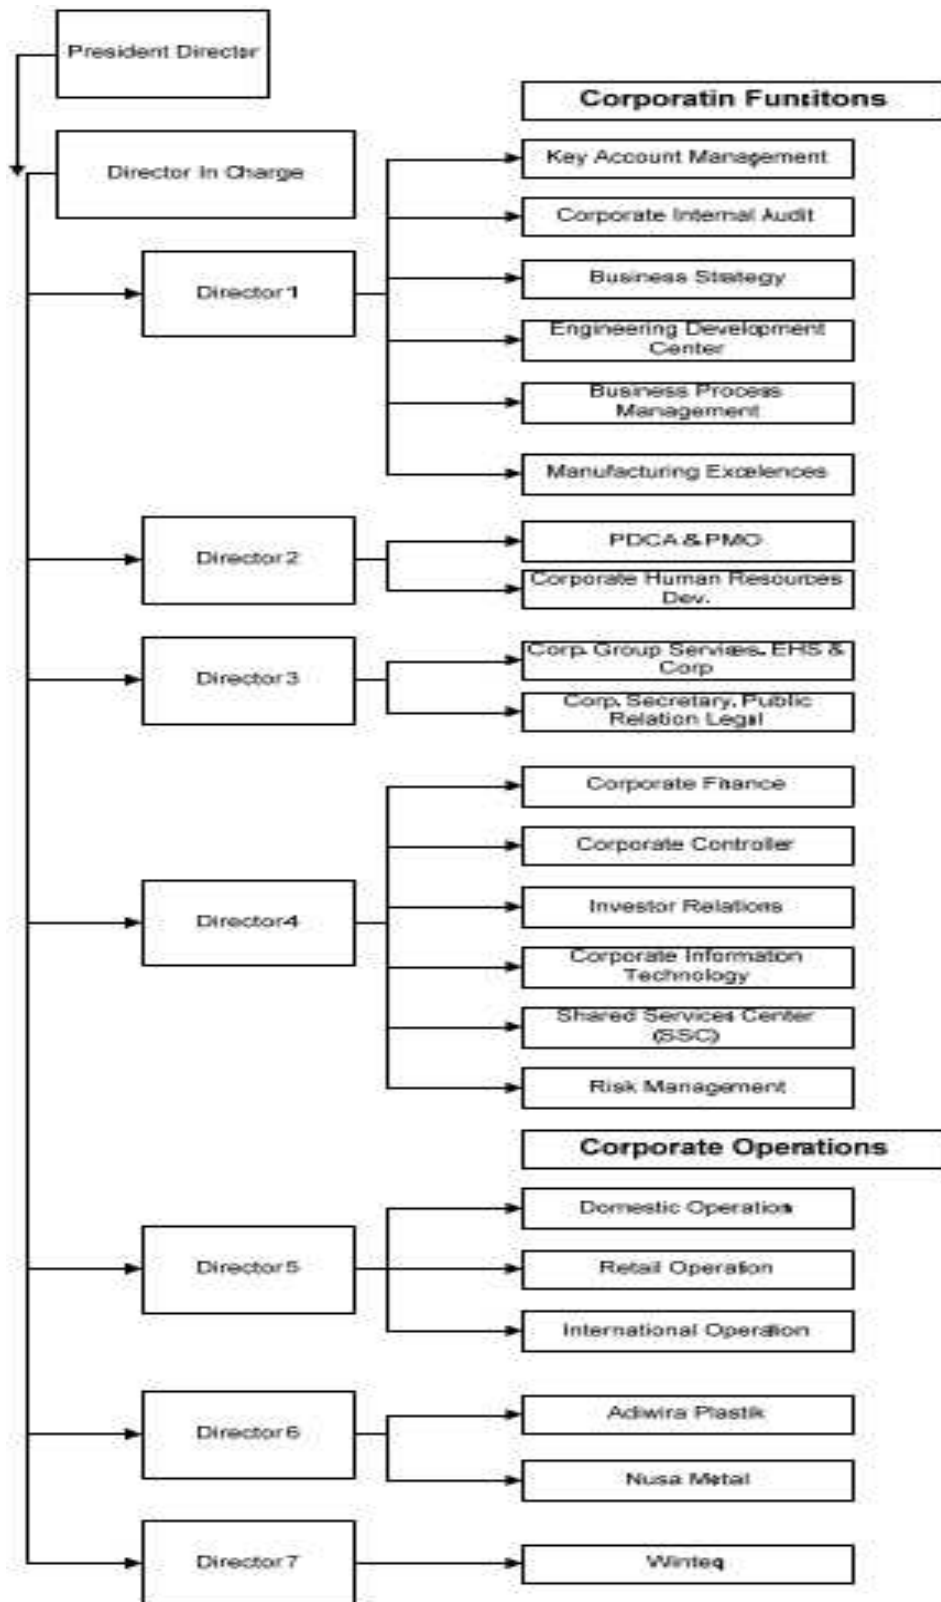 President Director
Corporatin Funcitons
Director In Charge
Key Account Management
Corporate Internal Audit
Director 1
Business Strategy
Engineering Development
Center
Business Process
Management
Manufacturing Excelences
Director 2
PDCA & PMO
Corporate Human Resources
Dev.
Director 3
Corp. Group Services. EHS &
Corp
Corp. Secretary. Public
Relation Legal
Corporate Finance
Corporate Controller
Director 4
Investor Relations
Corporate Information
Technology
Shared Services Center
(SSC)
Risk Management
Corporate Operations
Domestic Operation
Director 5
Retail Operation
International Operation
Director 6
Adiwira Plastik
Nusa Metal
Director 7
Winteq